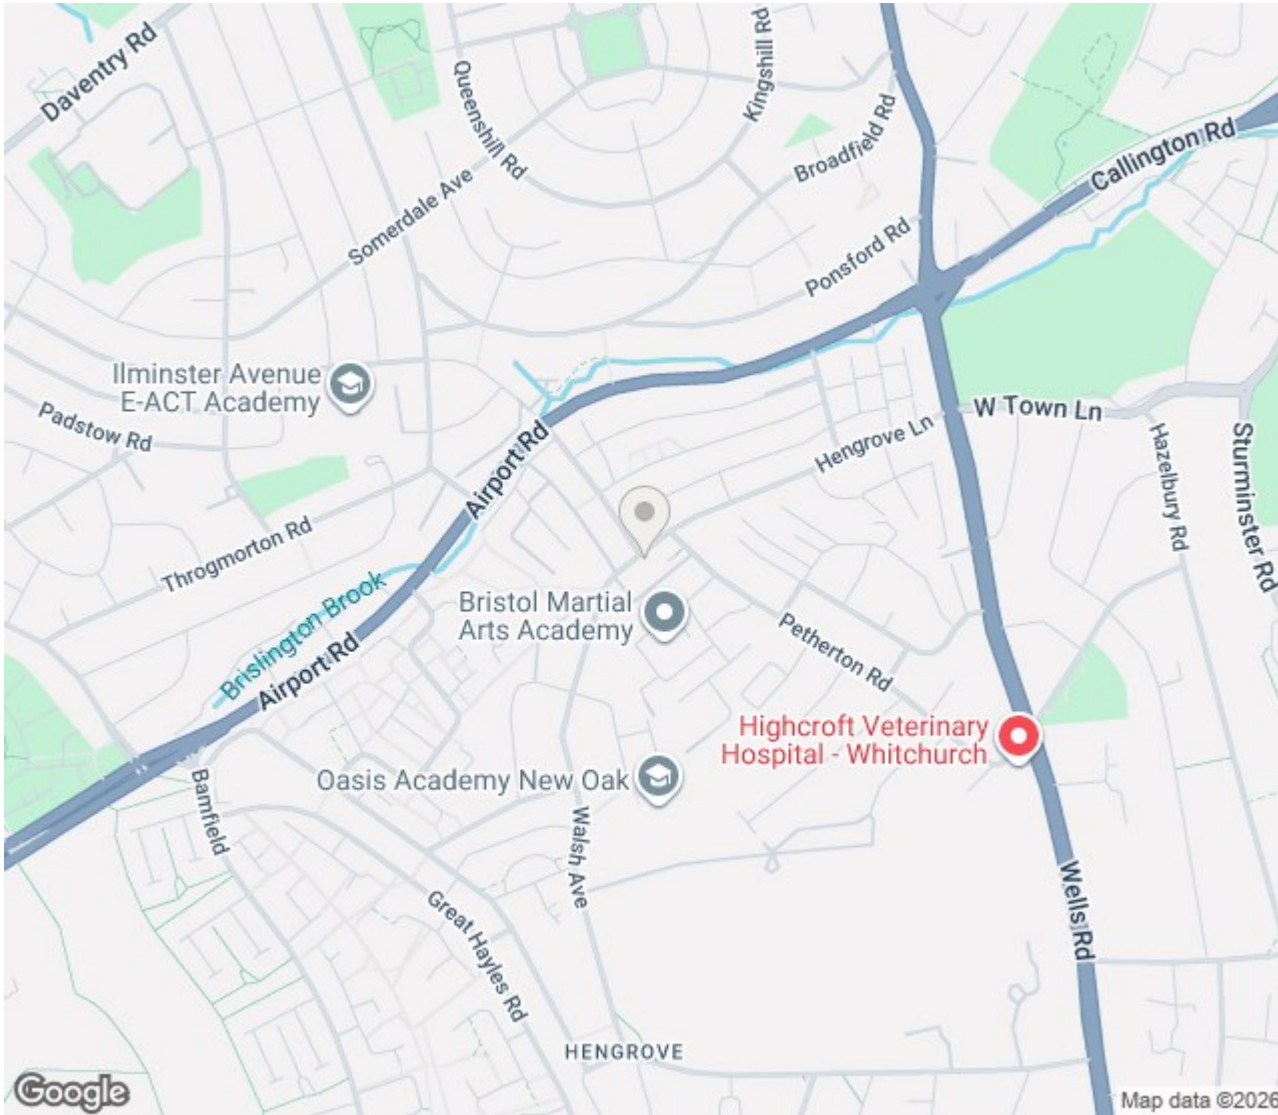 Daventry Rd
Queenshill Rd
Kingshill Rd
Broadfield Rd
Callington Rd
Somerdale Ave
Ponsford Rd
Ilminster Avenue
E-ACT Academy
Padstow Rd
Airport Rd
W Town Ln
Hengrove Ln
Hazelbury Rd
Sturminster Rd
Throgmorton Rd
Brislington Brook
Airport Rd
Bristol Martial
Arts Academy
Petherton Rd
Highcroft Veterinary
Hospital - Whitchurch
Oasis Academy New Oak
Bamfield
Walsh Ave
Great Hayles Rd
Wells Rd
HENGROVE
Google
Map data ©2026